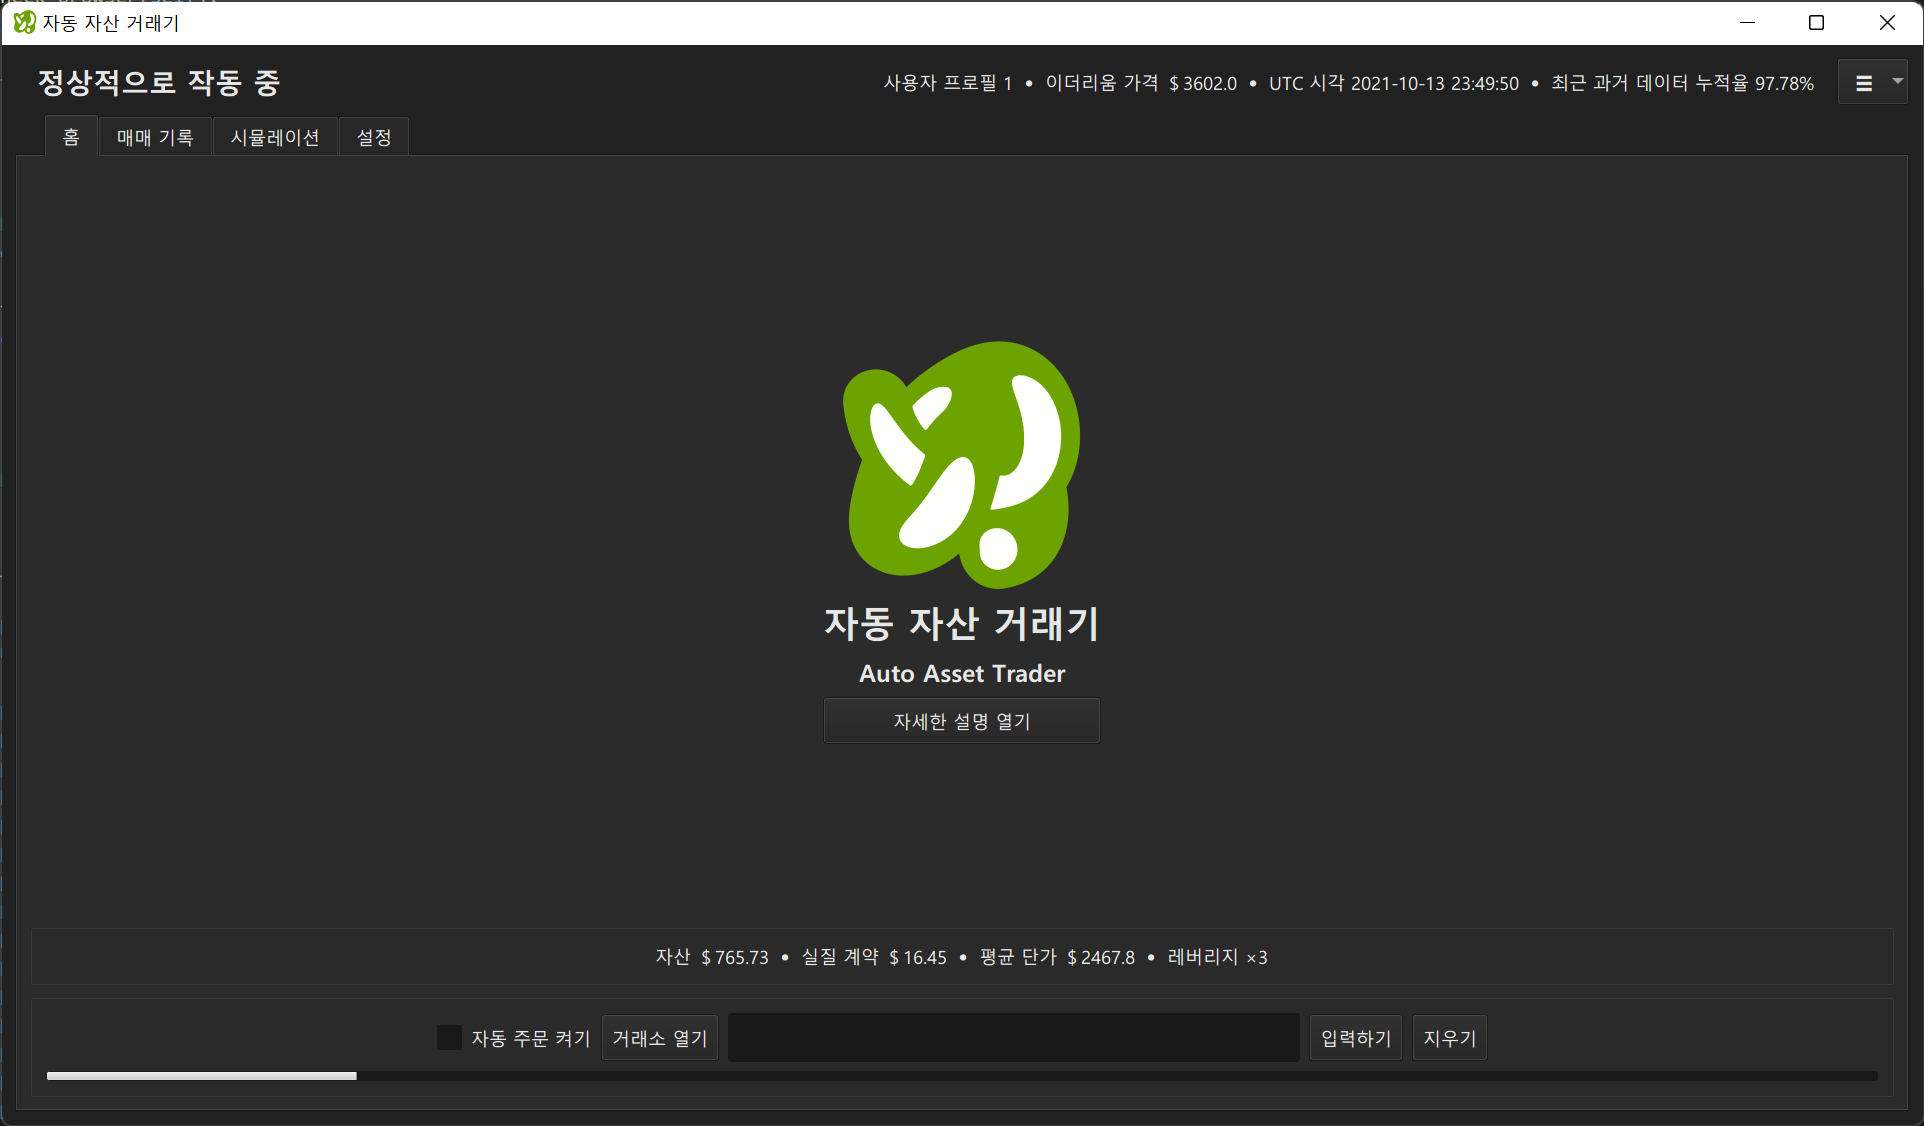 자동 자산 거래기
정상적으로 작동 중
사용자 프로필 1 • 이더리움 가격 $ 3602.0 • UTC 시각 2021-10-13 23:49:50 • 최근 과거 데이터 누적율 97.78%
홈 매매 기록 시뮬레이션 설정
자동 자산 거래기
Auto Asset Trader
자세한 설명 열기
자산 $ 765.73 • 실질 계약 $ 16.45 • 평균 단가 $ 2467.8 • 레버리지 ×3
자동 주문 켜기 거래소 열기 입력하기 지우기